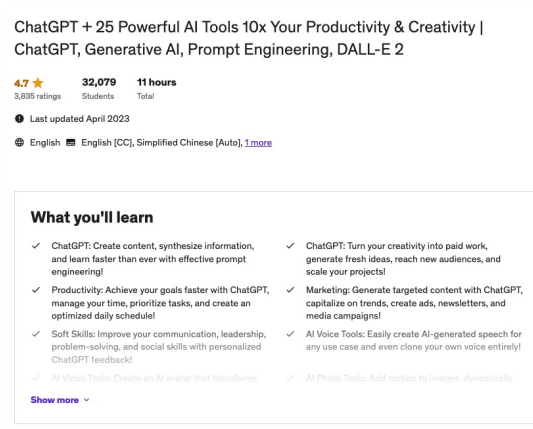 ChatGPT + 25 Powerful AI Tools 10x Your Productivity & Creativity |
ChatGPT, Generative AI, Prompt Engineering, DALL-E 2
4.7 32,079 11 hours
3,835 ratings Students Total
Last updated April 2023
English English [CC], Simplified Chinese [Auto], 1 more
What you'll learn
ChatGPT: Create content, synthesize information,
and learn faster than ever with effective prompt
engineering!
ChatGPT: Turn your creativity into paid work,
generate fresh ideas, reach new audiences, and
scale your projects!
Productivity: Achieve your goals faster with ChatGPT,
manage your time, prioritize tasks, and create an
optimized daily schedule!
Marketing: Generate targeted content with ChatGPT,
capitalize on trends, create ads, newsletters, and
media campaigns!
Soft Skills: Improve your communication, leadership,
problem-solving, and social skills with personalized
ChatGPT feedback!
AI Voice Tools: Easily create AI-generated speech for
any use case and even clone your own voice entirely!
AI Video Tools: Create an AI avatar that transforms
AI Photo Tools: Add motion to images, dynamically
Show more